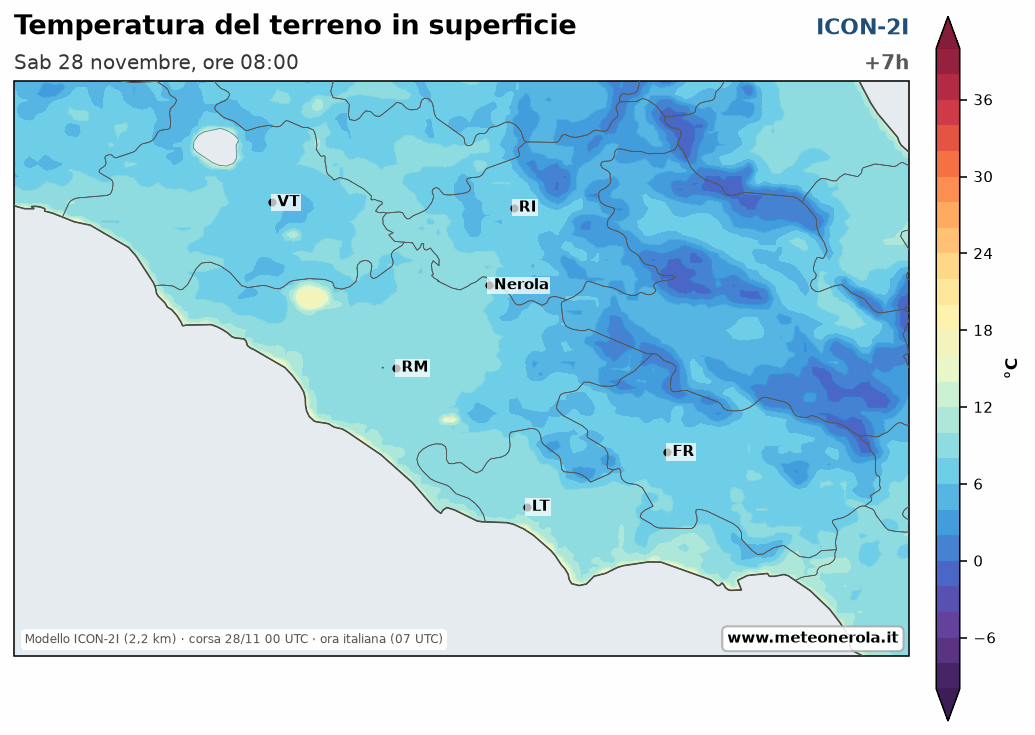 Temperatura del terreno in superficie
ICON-2I
Sab 28 novembre, ore 08:00
+7h
VT
RI
Nerola
RM
FR
LT
36
30
24
18
12
6
0
−6
°C
Modello ICON-2I (2,2 km) · corsa 28/11 00 UTC · ora italiana (07 UTC)
www.meteonerola.it